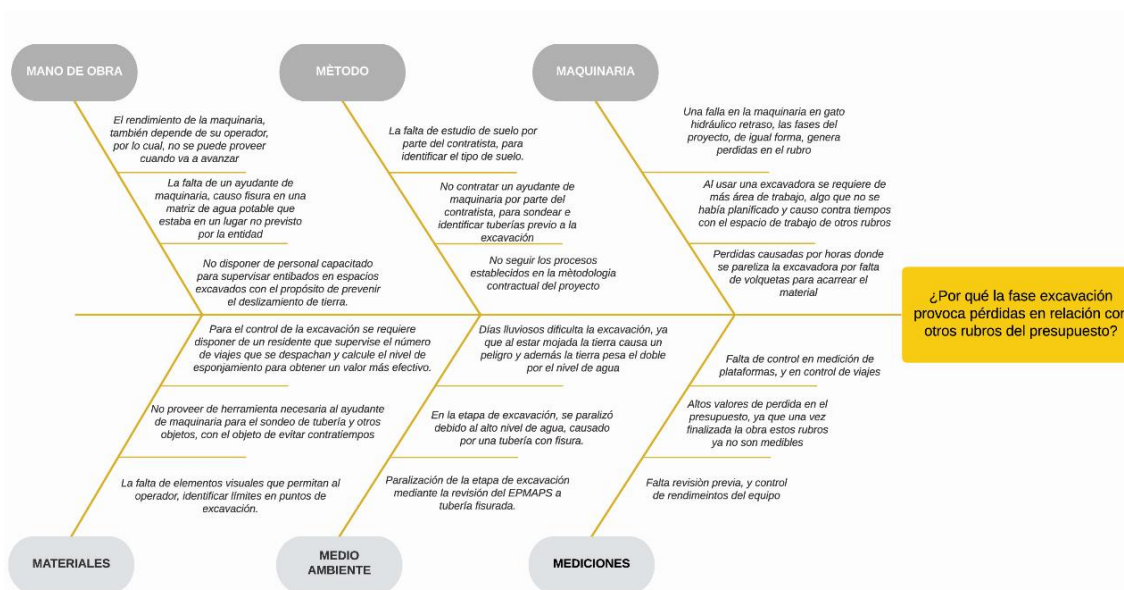 MANO DE OBRA
El rendimiento de la maquinaria,
también depende de su operador,
por lo cual, no se puede proveer
cuando va a avanzar
La falta de un ayudante de
maquinaria, causo fisura en una
matriz de agua potable que
estaba en un lugar no previsto
por la entidad
No disponer de personal capacitado
para supervisar entibados en espacios
excavados con el propósito de prevenir
el deslizamiento de tierra.
MÈTODO
La falta de estudio de suelo por
parte del contratista, para
identificar el tipo de suelo.
No contratar un ayudante de
maquinaria por parte del
contratista, para sondear e
identificar tuberías previo a la
excavación
No seguir los procesos
establecidos en la mètodologia
contractual del proyecto
MAQUINARIA
Una falla en la maquinaria en gato
hidráulico retraso, las fases del
proyecto, de igual forma, genera
perdidas en el rubro
Al usar una excavadora se requiere de
más área de trabajo, algo que no se
había planificado y causo contra tiempos
con el espacio de trabajo de otros rubros
Perdidas causadas por horas donde
se pareliza la excavadora por falta
de volquetas para acarrear el
material
¿Por qué la fase excavación
provoca pérdidas en relación con
otros rubros del presupuesto?
Para el control de la excavación se requiere
disponer de un residente que supervise el número
de viajes que se despachan y calcule el nivel de
esponjamiento para obtener un valor más efectivo.
No proveer de herramienta necesaria al ayudante
de maquinaria para el sondeo de tubería y otros
objetos, con el objeto de evitar contratiempos
La falta de elementos visuales que permitan al
operador, identificar lÍmites en puntos de
excavación.
MATERIALES
Días lluviosos dificulta la excavación, ya
que al estar mojada la tierra causa un
peligro y además la tierra pesa el doble
por el nivel de agua
En la etapa de excavación, se paralizó
debido al alto nivel de agua, causado
por una tubería con fisura.
Paralización de la etapa de excavación
mediante la revisión del EPMAPS a
tubería fisurada.
MEDIO
AMBIENTE
Falta de control en medición de
plataformas, y en control de viajes
Altos valores de perdida en el
presupuesto, ya que una vez
finalizada la obra estos rubros
ya no son medibles
Falta revisiòn previa, y control
de rendimeintos del equipo
MEDICIONES